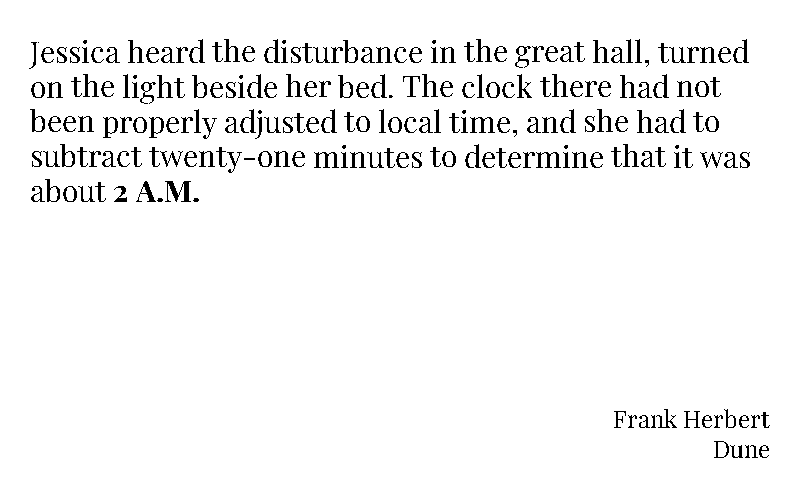 Jessica heard the disturbance in the great hall, turned
on the light beside her bed. The clock there had not
been properly adjusted to local time, and she had to
subtract twenty-one minutes to determine that it was
about 2 A.M.
Frank Herbert
Dune